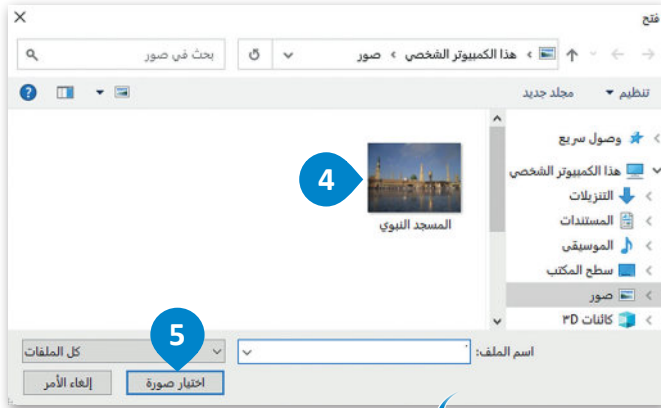 فتح
هذا الكمبيوتر الشخصي › صور
بحث في صور
تنظيم
مجلد جديد
وصول سريع
هذا الكمبيوتر الشخصي
التنزيلات
المستندات
الموسيقى
سطح المكتب
صور
كائنات ٣D
4
المسجد النبوي
اسم الملف:
كل الملفات
5
اختيار صورة
إلغاء الأمر